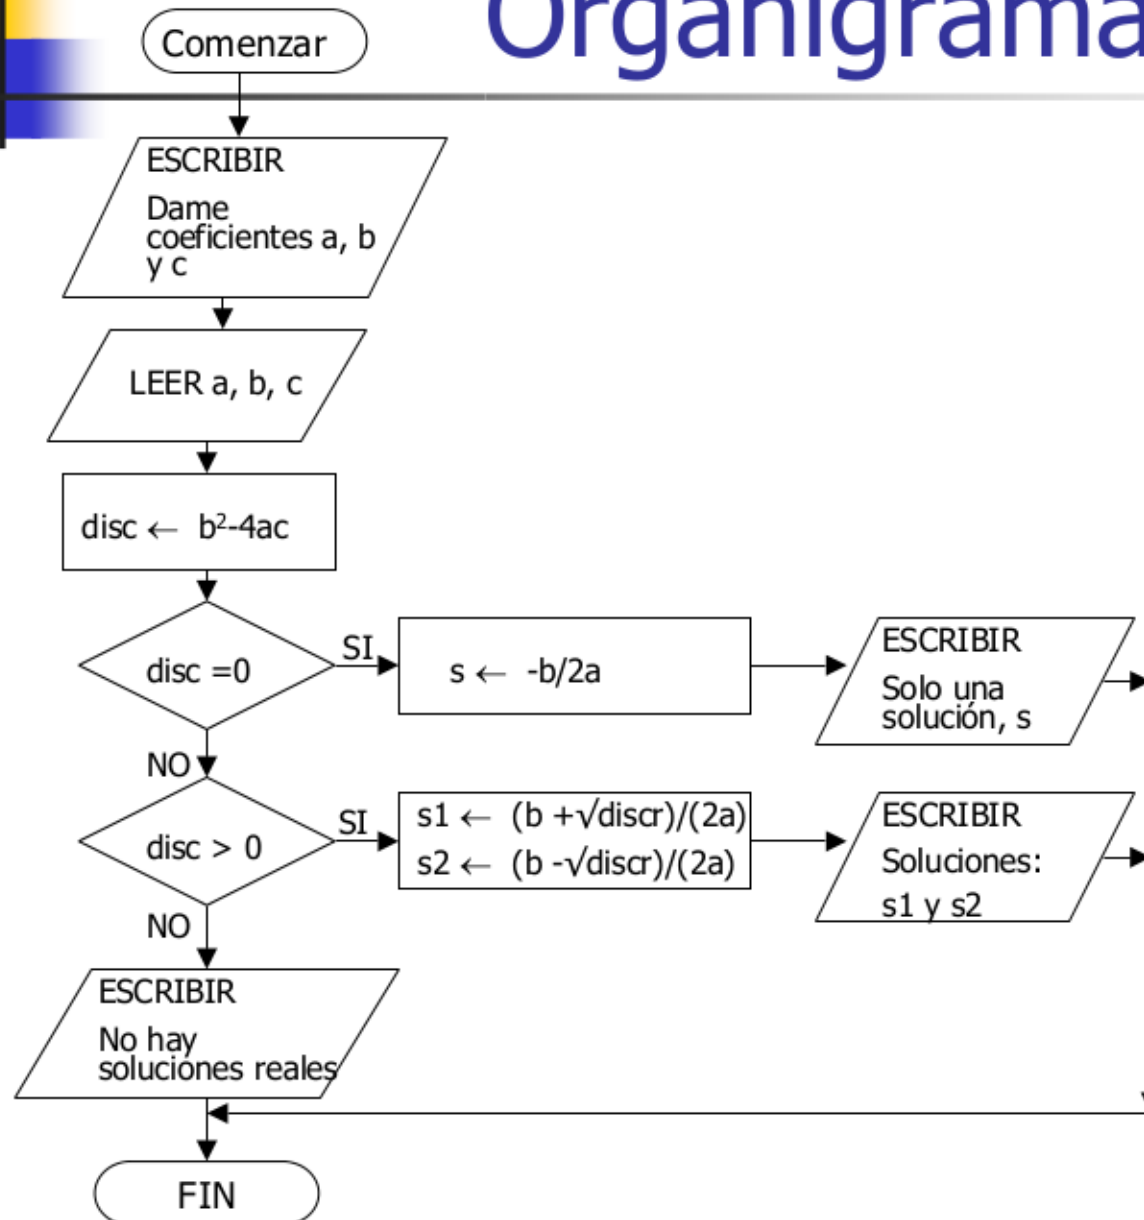 Organigrama
Comenzar
ESCRIBIR
Dame
coeficientes a, b
y c
LEER a, b, c
disc ← b²-4ac
disc =0
SI
s ← -b/2a
ESCRIBIR
Solo una
solución, s
NO
disc > 0
SI
s1 ← (b +√discr)/(2a)
s2 ← (b -√discr)/(2a)
ESCRIBIR
Soluciones:
s1 y s2
NO
ESCRIBIR
No hay
soluciones reales
FIN